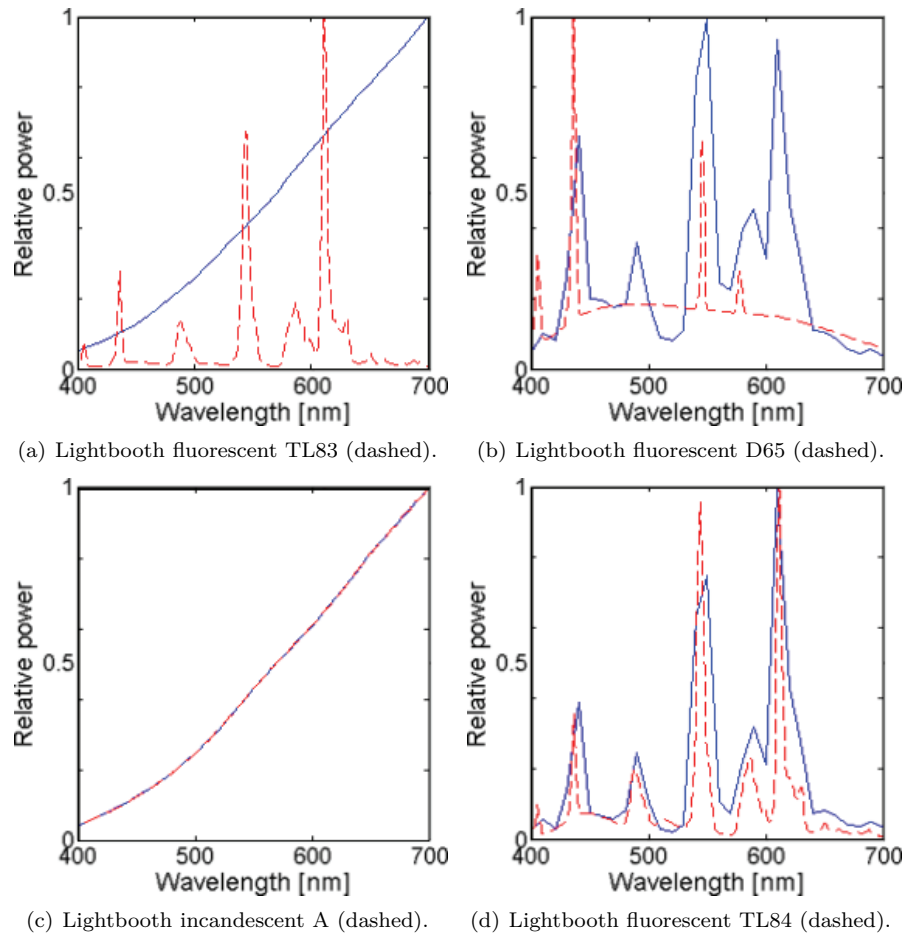 1
0.5
0
Relative power
400
500
600
700
Wavelength [nm]
(a) Lightbooth fluorescent TL83 (dashed).
1
0.5
0
Relative power
400
500
600
700
Wavelength [nm]
(b) Lightbooth fluorescent D65 (dashed).
1
0.5
0
Relative power
400
500
600
700
Wavelength [nm]
(c) Lightbooth incandescent A (dashed).
1
0.5
0
Relative power
400
500
600
700
Wavelength [nm]
(d) Lightbooth fluorescent TL84 (dashed).